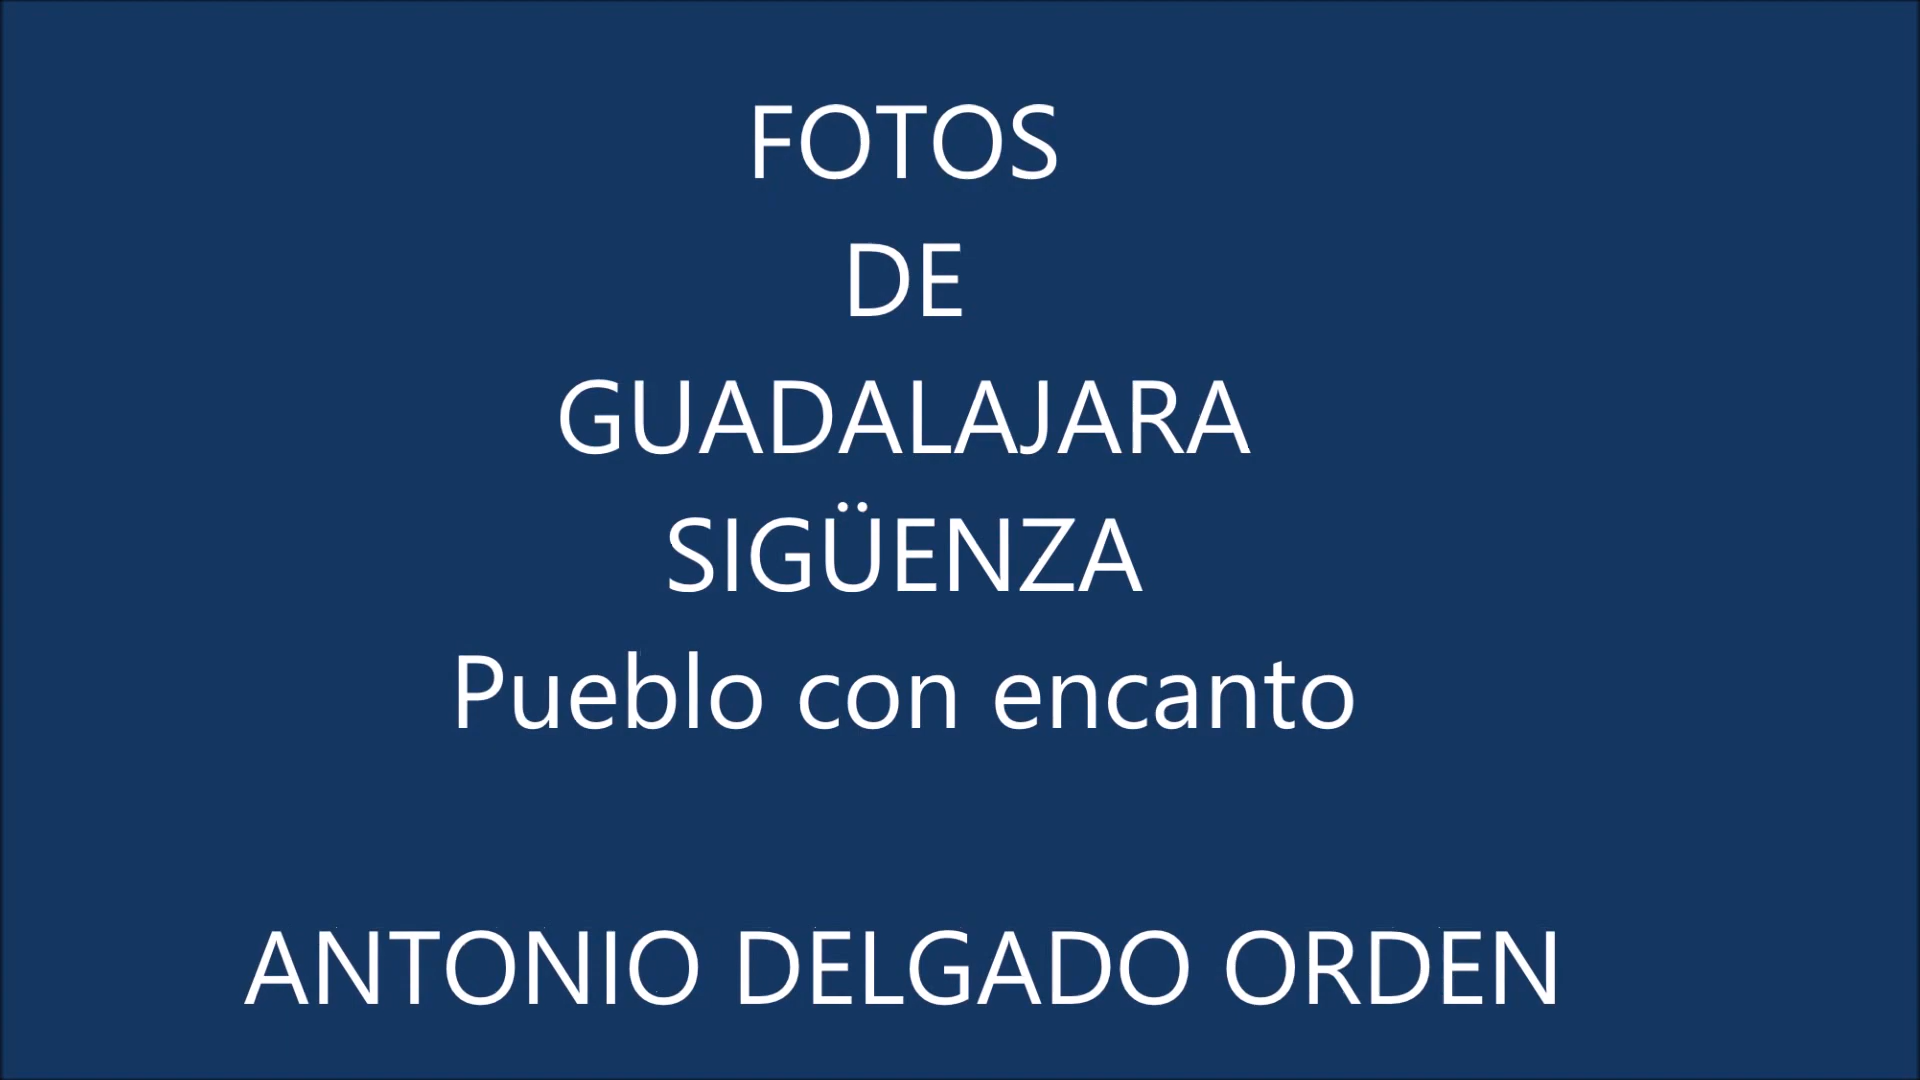 FOTOS
DE
GUADALAJARA
SIGÜENZA
Pueblo con encanto
ANTONIO DELGADO ORDEN